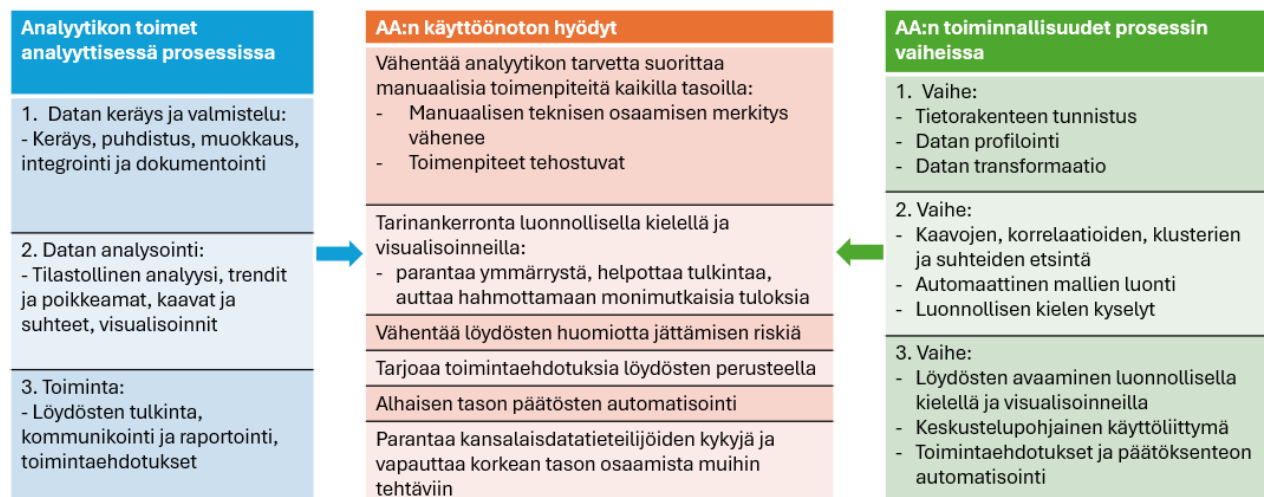 Analyytikon toimet
analyyttisessä prosessissa
1. Datan keräys ja valmistelu:
- Keräys, puhdistus, muokkaus,
integrointi ja dokumentointi
2. Datan analysointi:
- Tilastollinen analyysi, trendit
ja poikkeamat, kaavat ja
suhteet, visualisoinnit
3. Toiminta:
- Löydösten tulkinta,
kommunikointi ja raportointi,
toimintaehdotukset
AA:n käyttöönoton hyödyt
Vähentää analyytikon tarvetta suorittaa
manuaalisia toimenpiteitä kaikilla tasoilla:
- Manuaalisen teknisen osaamisen merkitys
vähenee
- Toimenpiteet tehostuvat
Tarinankerronta luonnollisella kielellä ja
visualisoinneilla:
- parantaa ymmärrystä, helpottaa tulkintaa,
auttaa hahmottamaan monimutkaisia tuloksia
Vähentää löydösten huomiotta jättämisen riskiä
Tarjoaa toimintaehdotuksia löydösten perusteella
Alhaisen tason päätösten automatisointi
Parantaa kansalaisdatatieteilijöiden kykyjä ja
vapauttaa korkean tason osaamista muihin
tehtäviin
AA:n toiminnallisuudet prosessin
vaiheissa
1. Vaihe:
- Tietorakenteen tunnistus
- Datan profilointi
- Datan transformaatio
2. Vaihe:
- Kaavojen, korrelaatioiden, klusterien
ja suhteiden etsintä
- Automaattinen mallien luonti
- Luonnollisen kielen kyselyt
3. Vaihe:
- Löydösten avaaminen luonnollisella
kielellä ja visualisoinneilla
- Keskustelupohjainen käyttöliittymä
- Toimintaehdotukset ja päätöksenteon
automatisointi